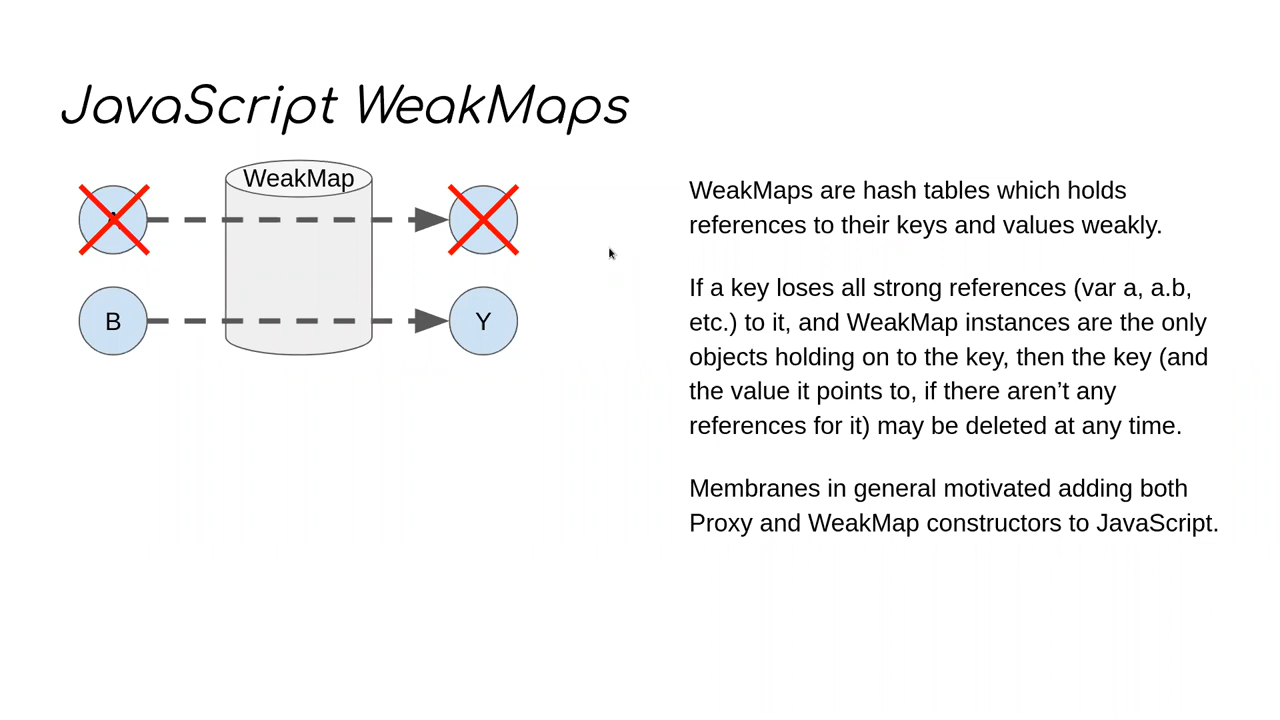 JavaScript WeakMaps
WeakMap
B
Y
WeakMaps are hash tables which holds
references to their keys and values weakly.
If a key loses all strong references (var a, a.b,
etc.) to it, and WeakMap instances are the only
objects holding on to the key, then the key (and
the value it points to, if there aren’t any
references for it) may be deleted at any time.
Membranes in general motivated adding both
Proxy and WeakMap constructors to JavaScript.